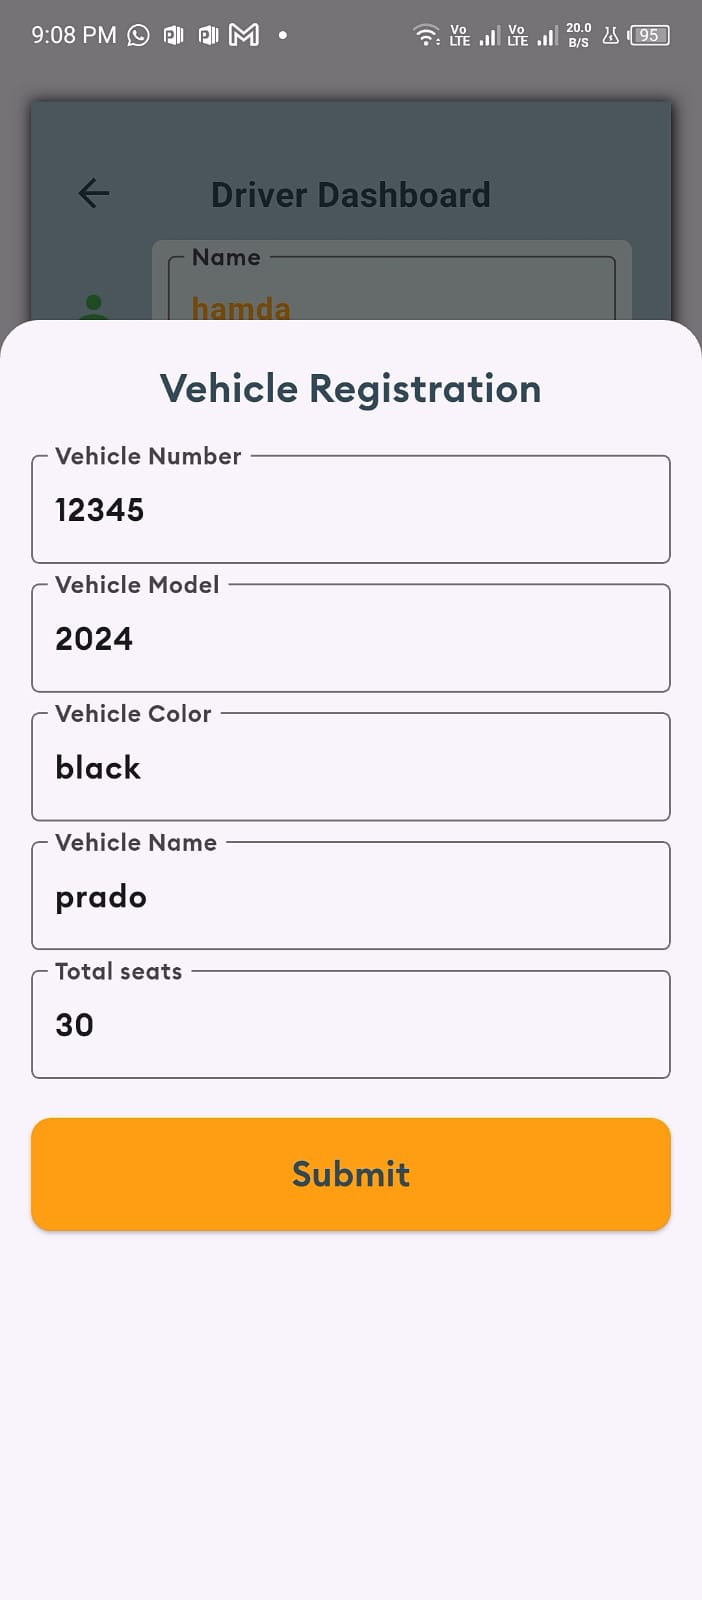 9:08 PM
Vo LTE
Vo LTE
20.0 B/S
95
Driver Dashboard
Name
hamda
Vehicle Registration
Vehicle Number
12345
Vehicle Model
2024
Vehicle Color
black
Vehicle Name
prado
Total seats
30
Submit